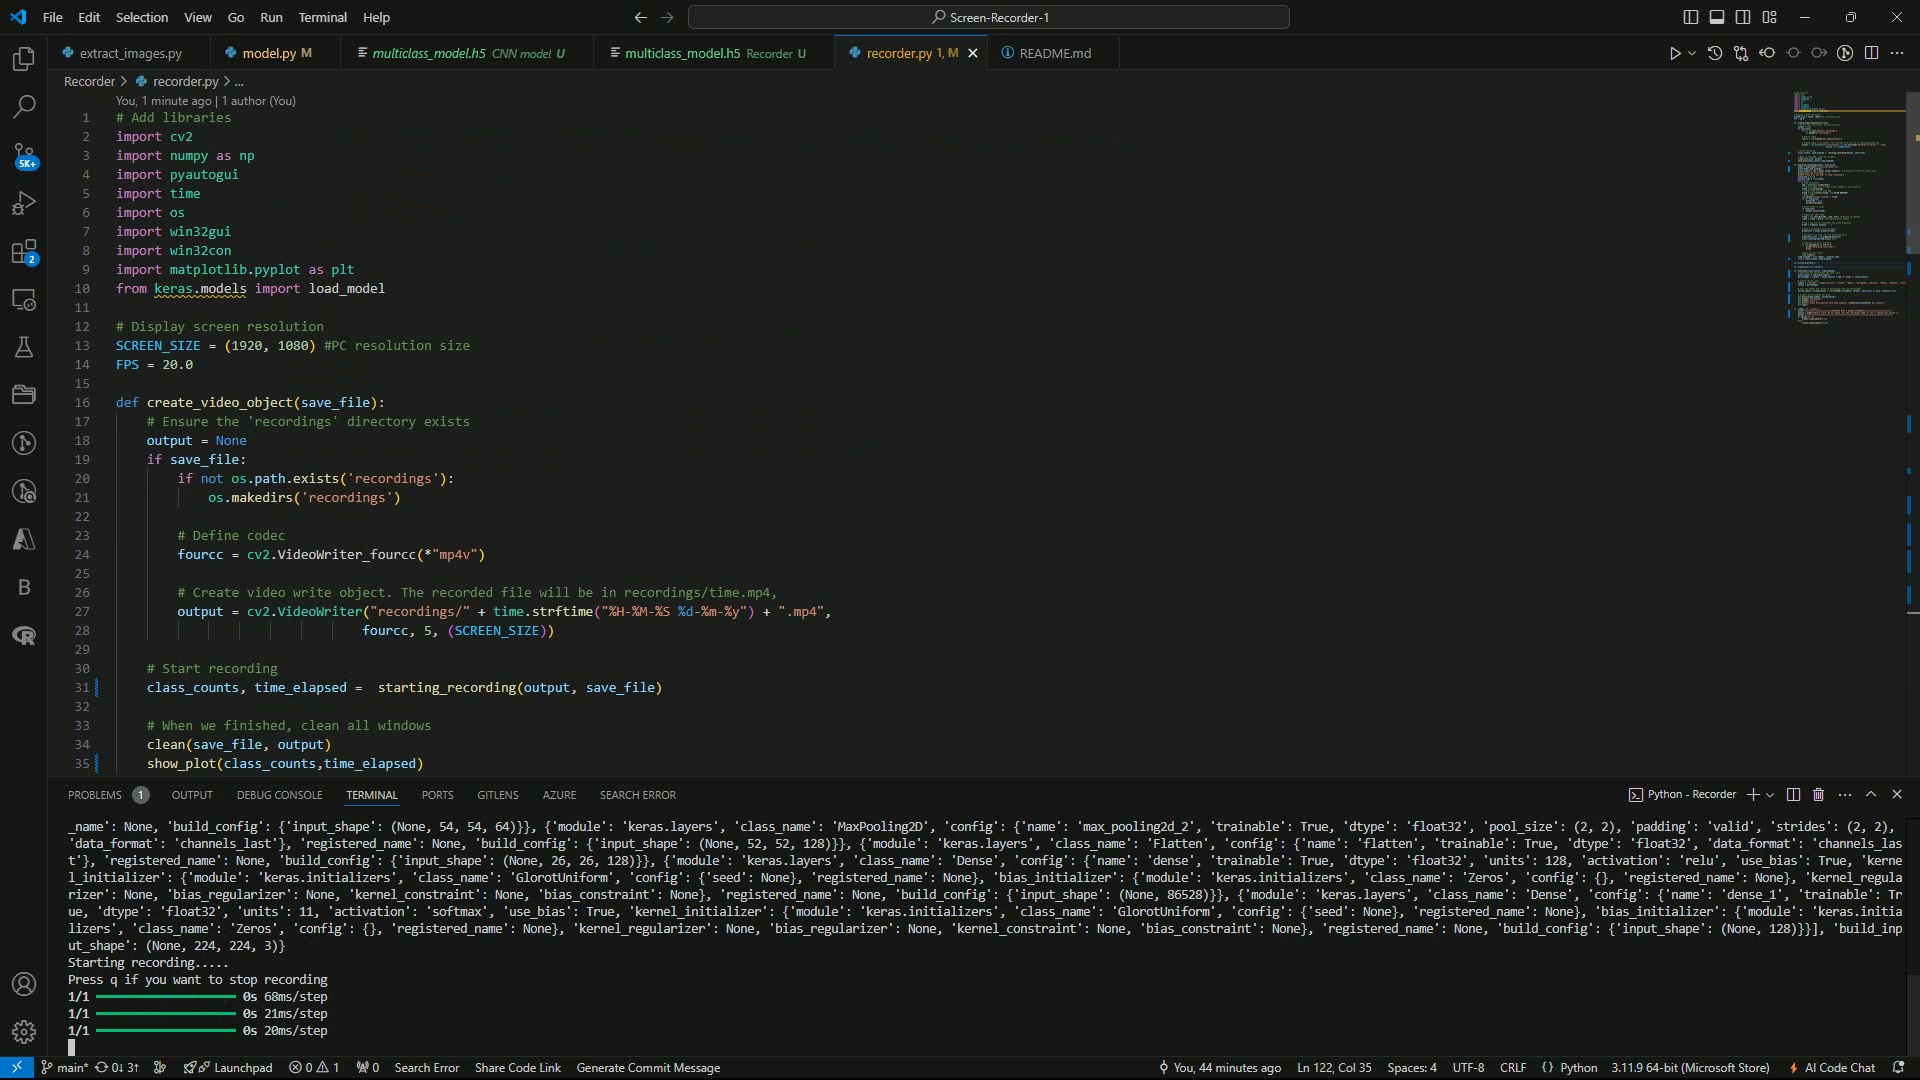 File Edit Selection View Go Run Terminal Help
Screen-Recorder-1
extract_images.py model.py M multiclass_model.h5 CNN model U multiclass_model.h5 Recorder U recorder.py 1, M README.md
Recorder > recorder.py > ...
You, 1 minute ago | 1 author (You)
1 # Add libraries
2 import cv2
3 import numpy as np
4 import pyautogui
5 import time
6 import os
7 import win32gui
8 import win32con
9 import matplotlib.pyplot as plt
10 from keras.models import load_model
11
12 # Display screen resolution
13 SCREEN_SIZE = (1920, 1080) #PC resolution size
14 FPS = 20.0
15
16 def create_video_object(save_file):
17 # Ensure the 'recordings' directory exists
18 output = None
19 if save_file:
20 if not os.path.exists('recordings'):
21 os.makedirs('recordings')
22
23 # Define codec
24 fourcc = cv2.VideoWriter_fourcc(*"mp4v")
25
26 # Create video write object. The recorded file will be in recordings/time.mp4,
27 output = cv2.VideoWriter("recordings/" + time.strftime("%H-%M-%S %d-%m-%y") + ".mp4",
28 fourcc, 5, (SCREEN_SIZE))
29
30 # Start recording
31 class_counts, time_elapsed =  starting_recording(output, save_file)
32
33 # When we finished, clean all windows
34 clean(save_file, output)
35 show_plot(class_counts,time_elapsed)
5K+
2
B
PROBLEMS 1 OUTPUT DEBUG CONSOLE TERMINAL PORTS GITLENS AZURE SEARCH ERROR
Python - Recorder
_name': None, 'build_config': {'input_shape': (None, 54, 54, 64)}}, {'module': 'keras.layers', 'class_name': 'MaxPooling2D', 'config': {'name': 'max_pooling2d_2', 'trainable': True, 'dtype': 'float32', 'pool_size': (2, 2), 'padding': 'valid', 'strides': (2, 2),
'data_format': 'channels_last'}, 'registered_name': None, 'build_config': {'input_shape': (None, 52, 52, 128)}}, {'module': 'keras.layers', 'class_name': 'Flatten', 'config': {'name': 'flatten', 'trainable': True, 'dtype': 'float32', 'data_format': 'channels_las
t'}, 'registered_name': None, 'build_config': {'input_shape': (None, 26, 26, 128)}}, {'module': 'keras.layers', 'class_name': 'Dense', 'config': {'name': 'dense', 'trainable': True, 'dtype': 'float32', 'units': 128, 'activation': 'relu', 'use_bias': True, 'kerne
l_initializer': {'module': 'keras.initializers', 'class_name': 'GlorotUniform', 'config': {'seed': None}, 'registered_name': None}, 'bias_initializer': {'module': 'keras.initializers', 'class_name': 'Zeros', 'config': {}, 'registered_name': None}, 'kernel_regula
rizer': None, 'bias_regularizer': None, 'kernel_constraint': None, 'bias_constraint': None}, 'registered_name': None, 'build_config': {'input_shape': (None, 86528)}}, {'module': 'keras.layers', 'class_name': 'Dense', 'config': {'name': 'dense_1', 'trainable': Tr
ue, 'dtype': 'float32', 'units': 11, 'activation': 'softmax', 'use_bias': True, 'kernel_initializer': {'module': 'keras.initializers', 'class_name': 'GlorotUniform', 'config': {'seed': None}, 'registered_name': None}, 'bias_initializer': {'module': 'keras.initia
lizers', 'class_name': 'Zeros', 'config': {}, 'registered_name': None}, 'kernel_regularizer': None, 'bias_regularizer': None, 'kernel_constraint': None, 'bias_constraint': None}, 'registered_name': None, 'build_config': {'input_shape': (None, 128)}}], 'build_inp
ut_shape': (None, 224, 224, 3)}
Starting recording.....
Press q if you want to stop recording
1/1 0s 68ms/step
1/1 0s 21ms/step
1/1 0s 20ms/step
main* 0↓ 3↑ Launchpad 0 1 0 Search Error Share Code Link Generate Commit Message You, 44 minutes ago Ln 122, Col 35 Spaces: 4 UTF-8 CRLF {} Python 3.11.9 64-bit (Microsoft Store) AI Code Chat